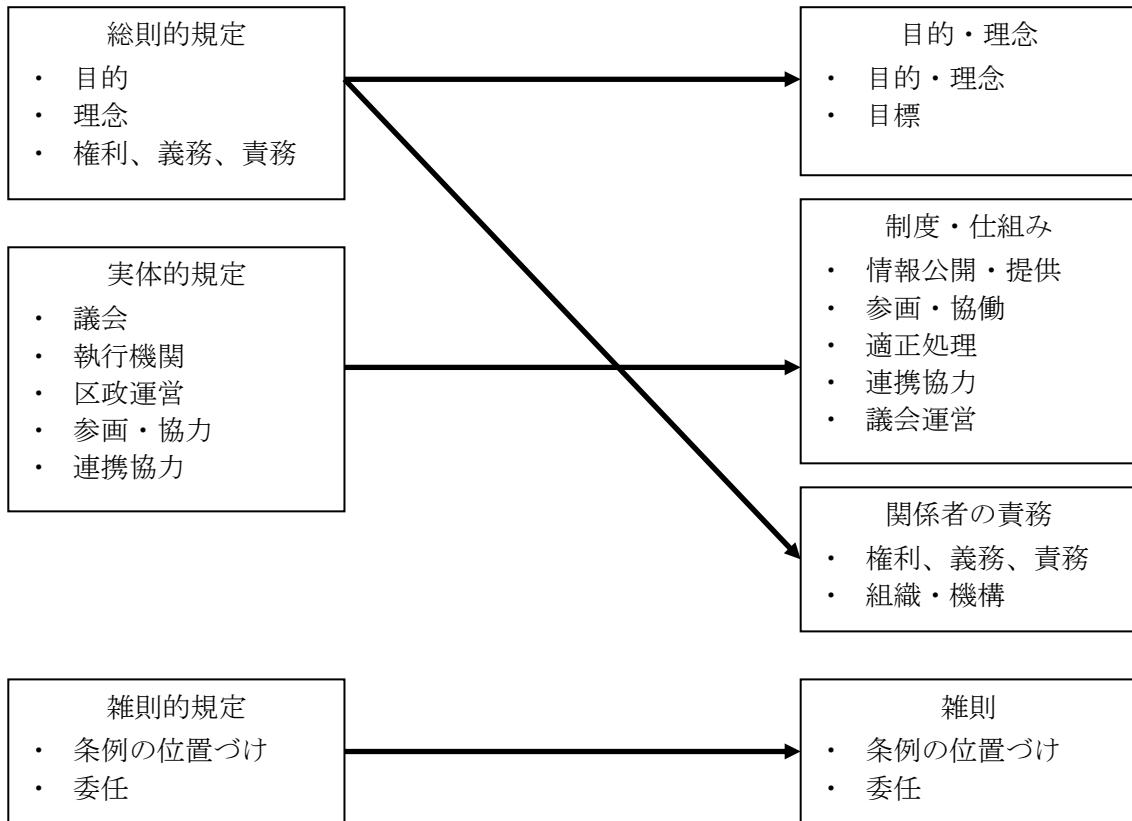 総則的規定
・ 目的
・ 理念
・ 権利、義務、責務
実体的規定
・ 議会
・ 執行機関
・ 区政運営
・ 参画・協力
・ 連携協力
雑則的規定
・ 条例の位置づけ
・ 委任
目的・理念
・ 目的・理念
・ 目標
制度・仕組み
・ 情報公開・提供
・ 参画・協働
・ 適正処理
・ 連携協力
・ 議会運営
関係者の責務
・ 権利、義務、責務
・ 組織・機構
雑則
・ 条例の位置づけ
・ 委任